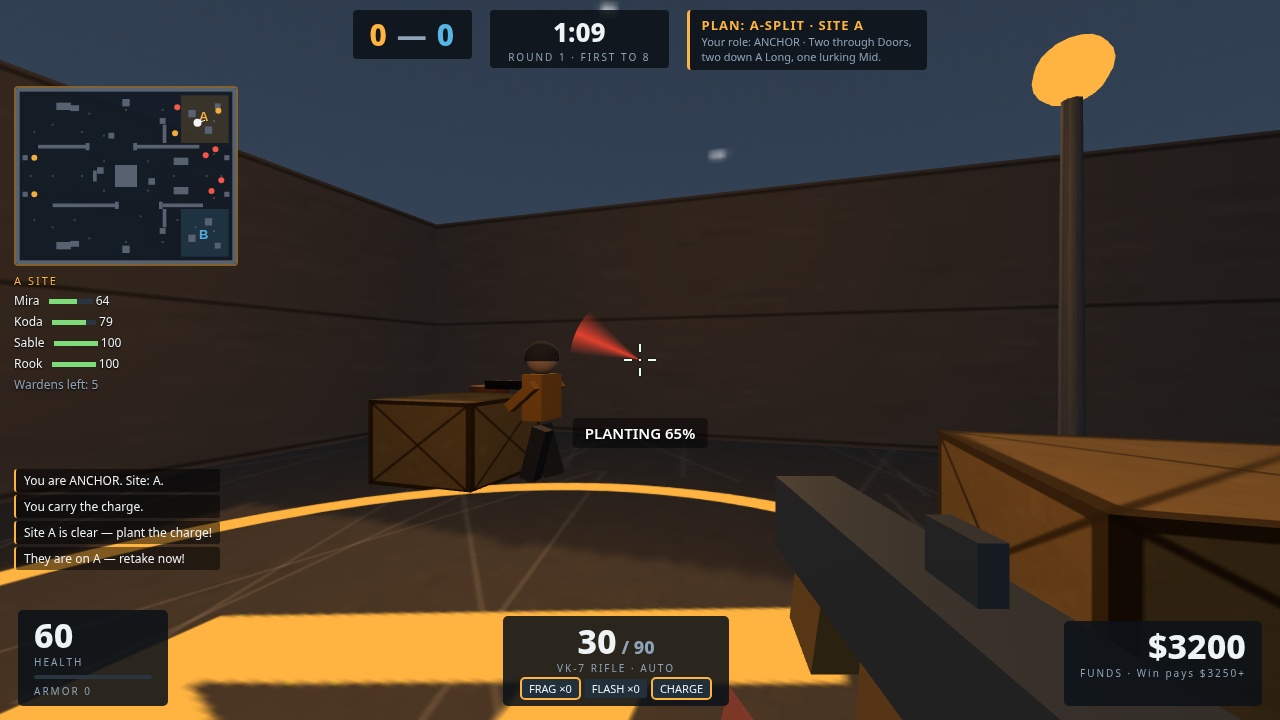 0 — 0
1:09
ROUND 1 · FIRST TO 8
PLAN: A-SPLIT · SITE A
Your role: ANCHOR · Two through Doors,
two down A Long, one lurking Mid.
A
B
A SITE
Mira 64
Koda 79
Sable 100
Rook 100
Wardens left: 5
PLANTING 65%
You are ANCHOR. Site: A.
You carry the charge.
Site A is clear — plant the charge!
They are on A — retake now!
60
HEALTH
ARMOR 0
30 / 90
VK-7 RIFLE · AUTO
FRAG ×0 FLASH ×0 CHARGE
$3200
FUNDS · Win pays $3250+